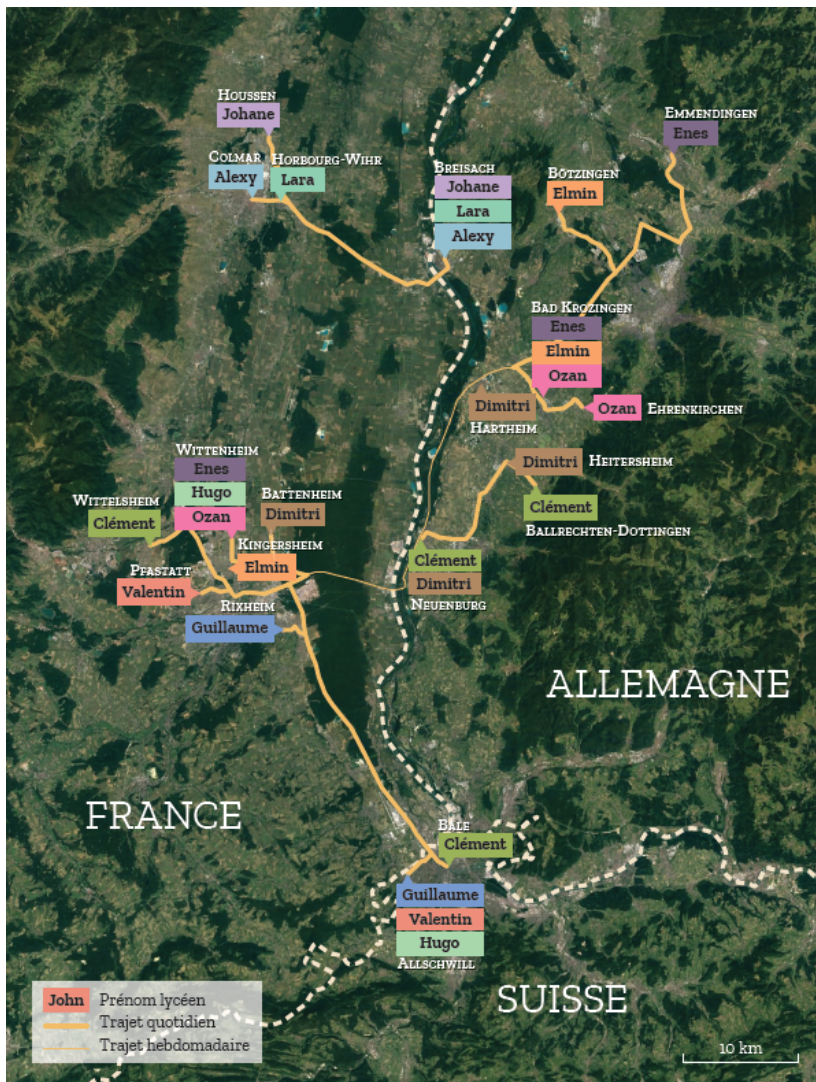 Houssen
Johane
Emmendingen
Enes
Colmar
Alexy
Horbourg-Wihr
Lara
Breisach
Johane
Lara
Alexy
Bötzingen
Elmin
Bad Krozingen
Enes
Elmin
Ozan
Dimitri
Hartheim
Ozan
Ehrenkirchen
Wittenheim
Enes
Hugo
Ozan
Battenheim
Dimitri
Dimitri
Heitersheim
Wittelsheim
Clément
Clément
Ballrechten-Dottingen
Kingersheim
Elmin
Clément
Dimitri
Neuenburg
Pfastatt
Valentin
Rixheim
Guillaume
ALLEMAGNE
FRANCE
Bâle
Clément
Guillaume
Valentin
Hugo
Allschwill
SUISSE
John Prénom lycéen
Trajet quotidien
Trajet hebdomadaire
10 km